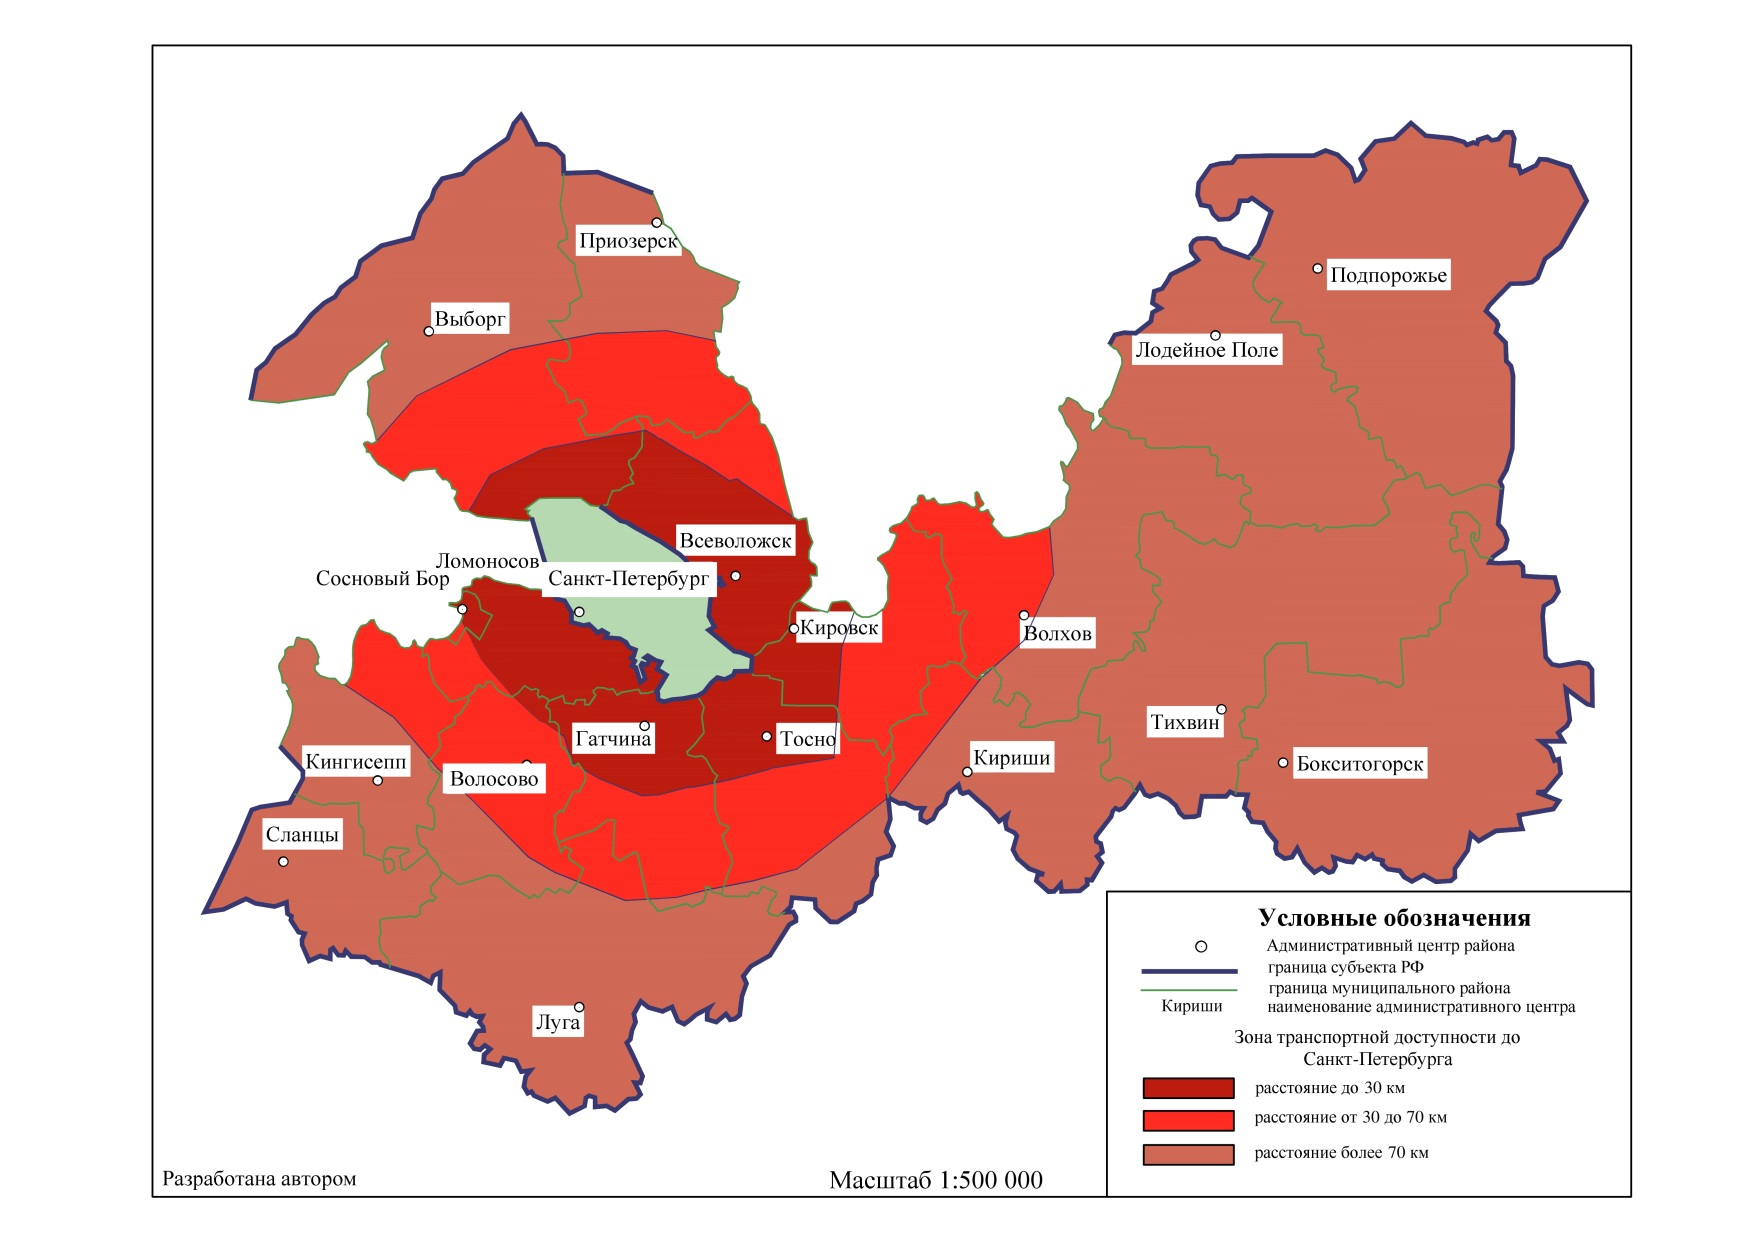 Приозерск
Подпорожье
Выборг
Лодейное Поле
Всеволожск
Ломоносов
Сосновый Бор
Санкт-Петербург
Кировск
Волхов
Тихвин
Гатчина
Тосно
Кириши
Кингисепп
Бокситогорск
Волосово
Сланцы
Луга
Условные обозначения
Административный центр района
граница субъекта РФ
граница муниципального района
Кириши наименование административного центра
Зона транспортной доступности до
Санкт-Петербурга
расстояние до 30 км
расстояние от 30 до 70 км
расстояние более 70 км
Разработана автором
Масштаб 1:500 000